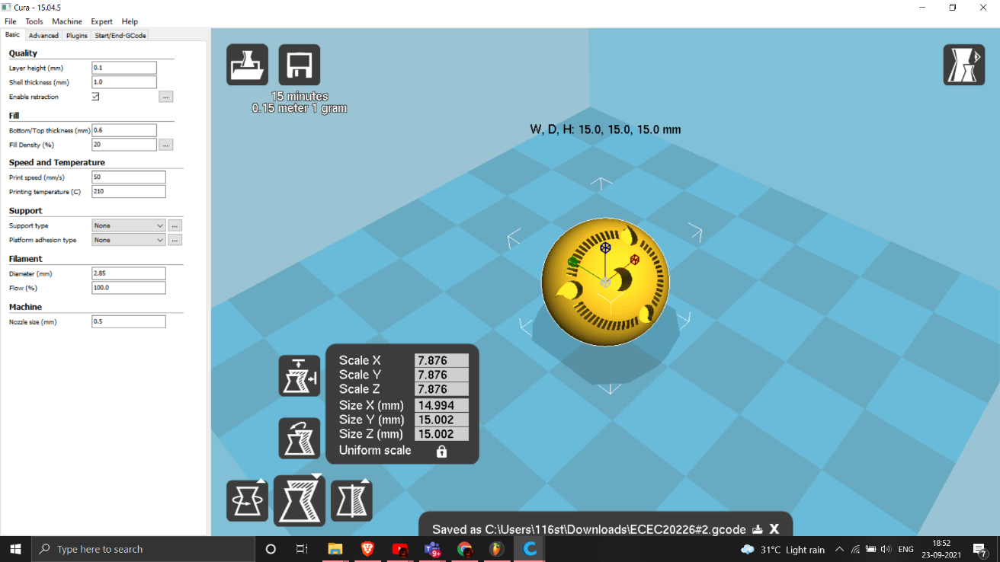 Cura - 15.04.5
File Tools Machine Expert Help
Basic Advanced Plugins Start/End-GCode
Quality
Layer height (mm) 0.1
Shell thickness (mm) 1.0
Enable retraction ...
Fill
Bottom/Top thickness (mm) 0.6
Fill Density (%) 20 ...
Speed and Temperature
Print speed (mm/s) 50
Printing temperature (C) 210
Support
Support type None ...
Platform adhesion type None ...
Filament
Diameter (mm) 2.85
Flow (%) 100.0
Machine
Nozzle size (mm) 0.5
15 minutes
0.15 meter 1 gram
W, D, H: 15.0, 15.0, 15.0 mm
Scale X 7.876
Scale Y 7.876
Scale Z 7.876
Size X (mm) 14.994
Size Y (mm) 15.002
Size Z (mm) 15.002
Uniform scale
Saved as C:\Users\116st\Downloads\ECEC20226#2.gcode X
Type here to search
9+
31°C Light rain
ENG
18:52
23-09-2021
7